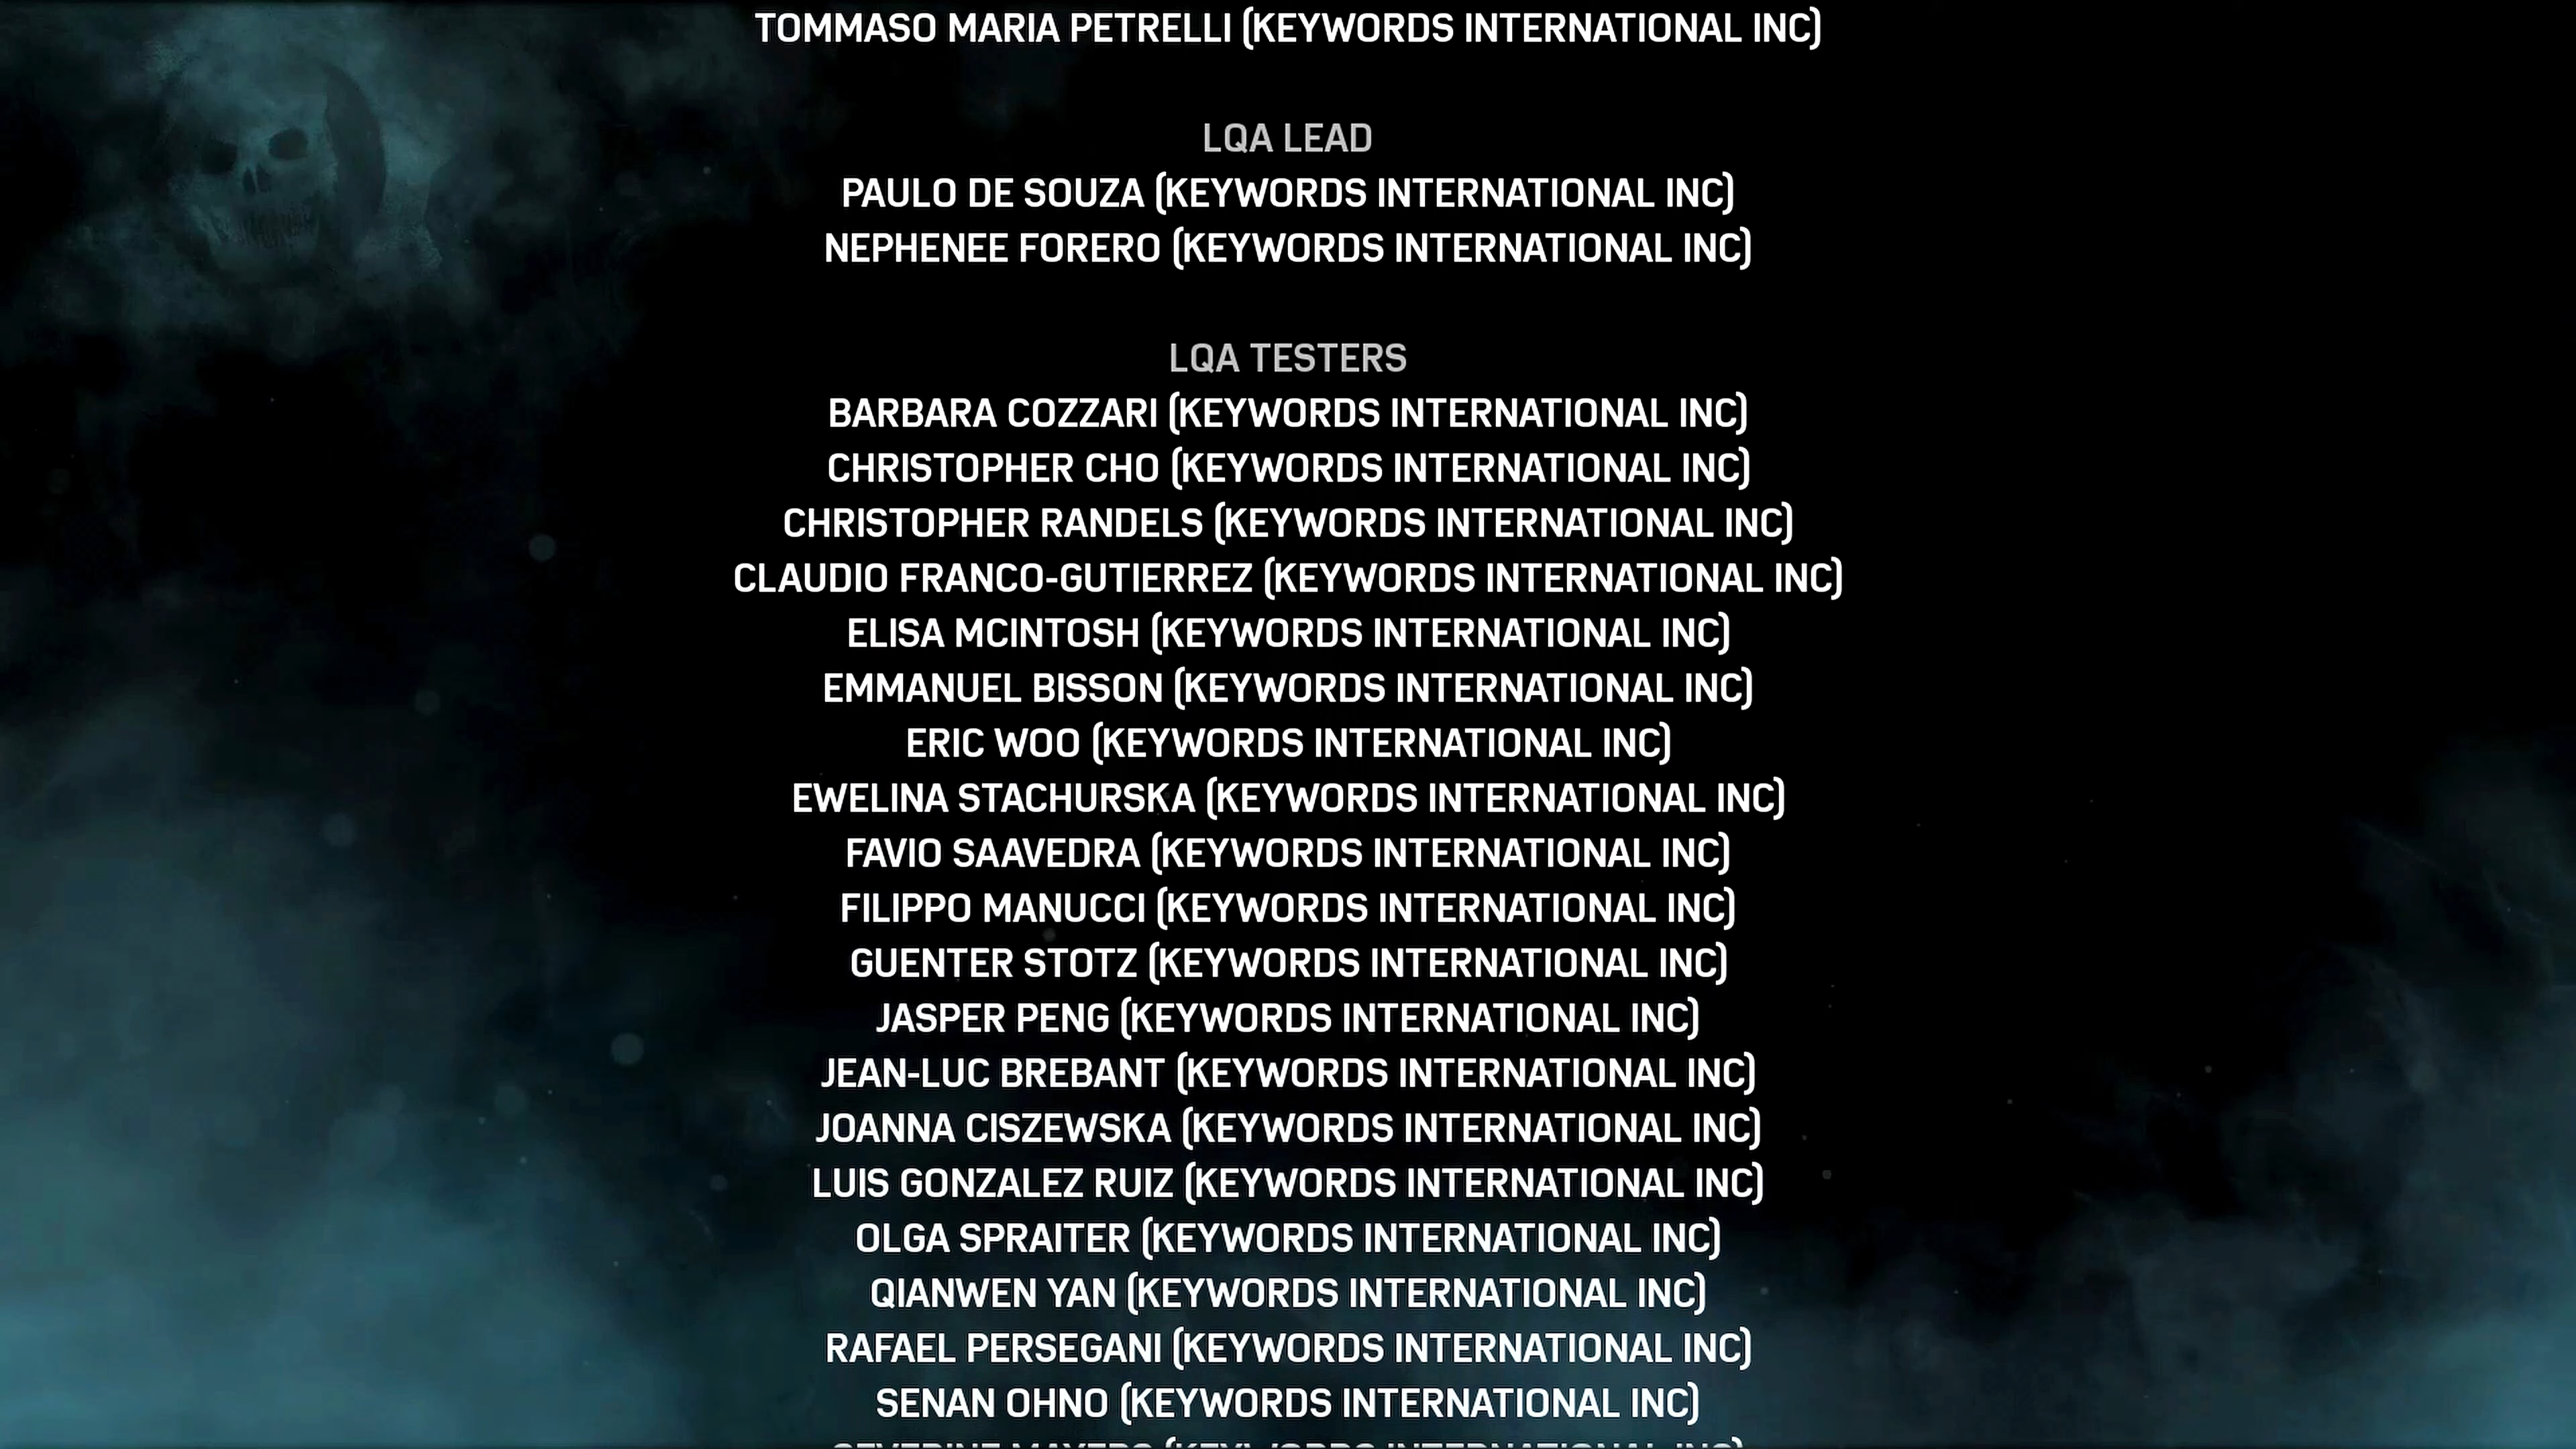 TOMMASO MARIA PETRELLI (KEYWORDS INTERNATIONAL INC)
LQA LEAD
PAULO DE SOUZA (KEYWORDS INTERNATIONAL INC)
NEPHENEE FORERO (KEYWORDS INTERNATIONAL INC)
LQA TESTERS
BARBARA COZZARI (KEYWORDS INTERNATIONAL INC)
CHRISTOPHER CHO (KEYWORDS INTERNATIONAL INC)
CHRISTOPHER RANDELS (KEYWORDS INTERNATIONAL INC)
CLAUDIO FRANCO-GUTIERREZ (KEYWORDS INTERNATIONAL INC)
ELISA MCINTOSH (KEYWORDS INTERNATIONAL INC)
EMMANUEL BISSON (KEYWORDS INTERNATIONAL INC)
ERIC WOO (KEYWORDS INTERNATIONAL INC)
EWELINA STACHURSKA (KEYWORDS INTERNATIONAL INC)
FAVIO SAAVEDRA (KEYWORDS INTERNATIONAL INC)
FILIPPO MANUCCI (KEYWORDS INTERNATIONAL INC)
GUENTER STOTZ (KEYWORDS INTERNATIONAL INC)
JASPER PENG (KEYWORDS INTERNATIONAL INC)
JEAN-LUC BREBANT (KEYWORDS INTERNATIONAL INC)
JOANNA CISZEWSKA (KEYWORDS INTERNATIONAL INC)
LUIS GONZALEZ RUIZ (KEYWORDS INTERNATIONAL INC)
OLGA SPRAITER (KEYWORDS INTERNATIONAL INC)
QIANWEN YAN (KEYWORDS INTERNATIONAL INC)
RAFAEL PERSEGANI (KEYWORDS INTERNATIONAL INC)
SENAN OHNO (KEYWORDS INTERNATIONAL INC)
(KEYWORDS INTERNATIONAL INC)